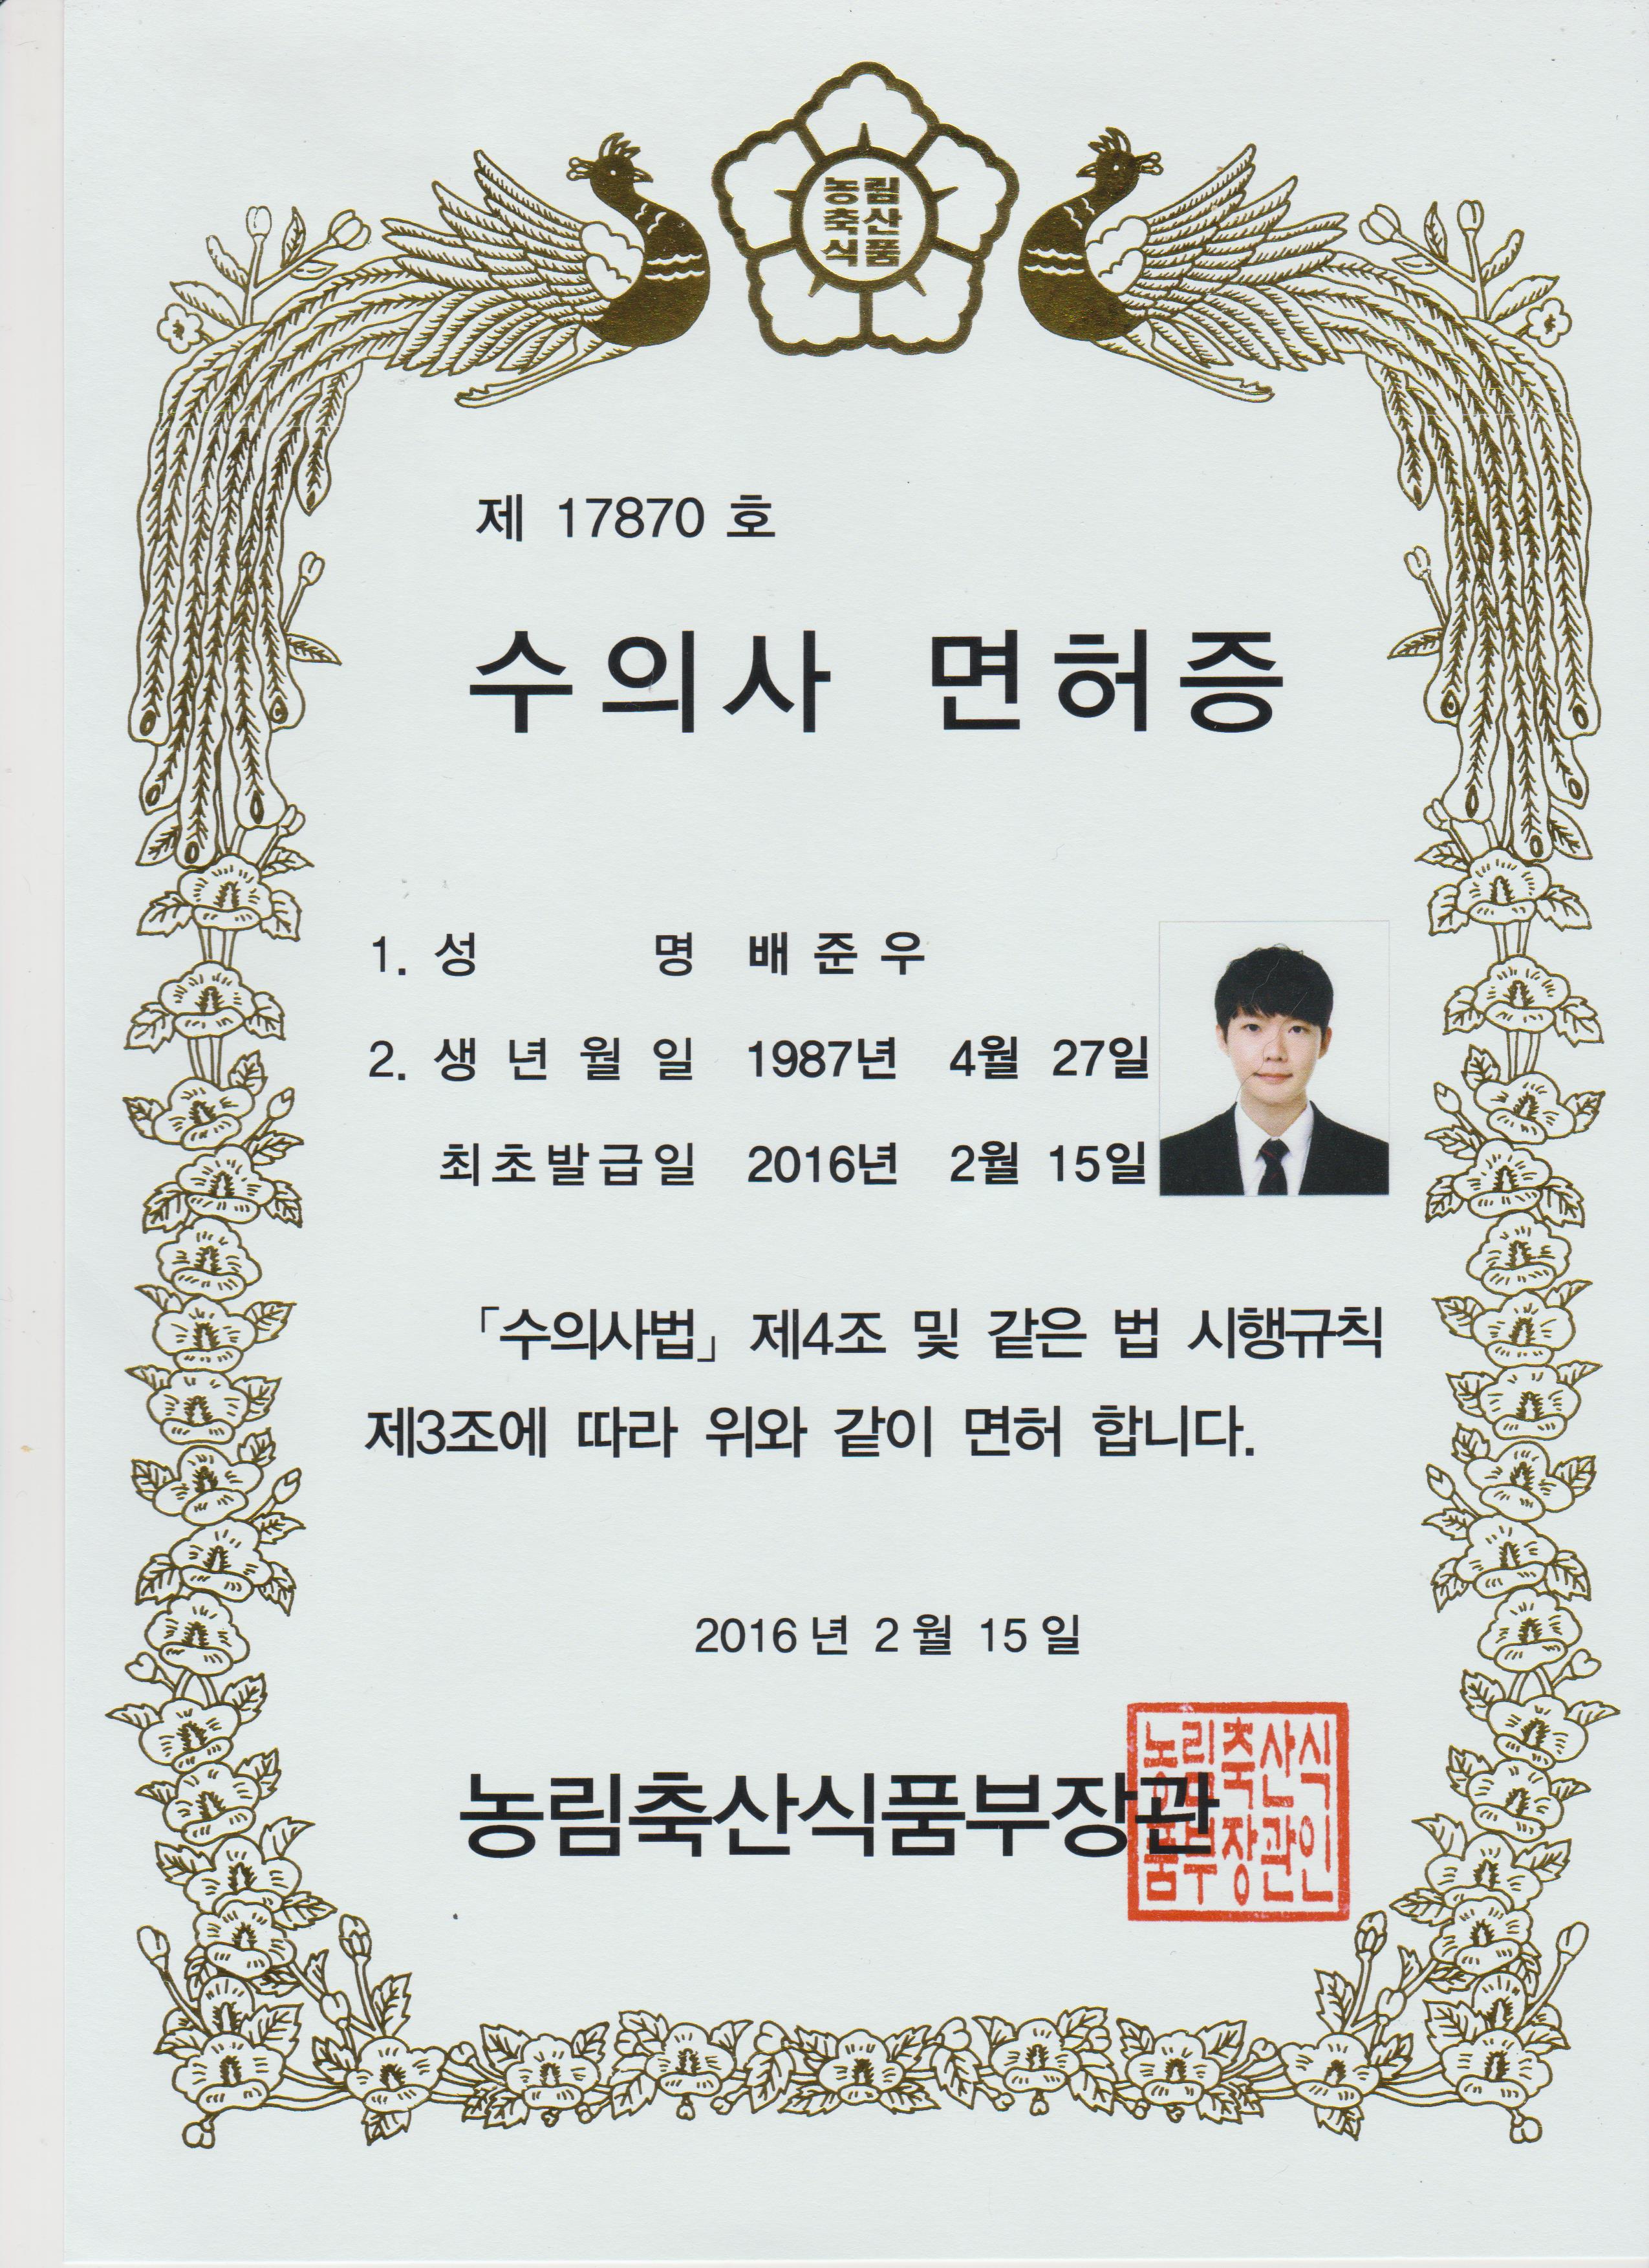 농림
축산
식품
제 17870 호
수의사 면허증
1. 성 명 배 준 우
2. 생 년 월 일 1987년 4월 27일
최초발급일 2016년 2월 15일
「수의사법」 제4조 및 같은 법 시행규칙
제3조에 따라 위와 같이 면허 합니다.
2016 년 2 월 15 일
농림축산식품부장관
농림축산식
품부장관인